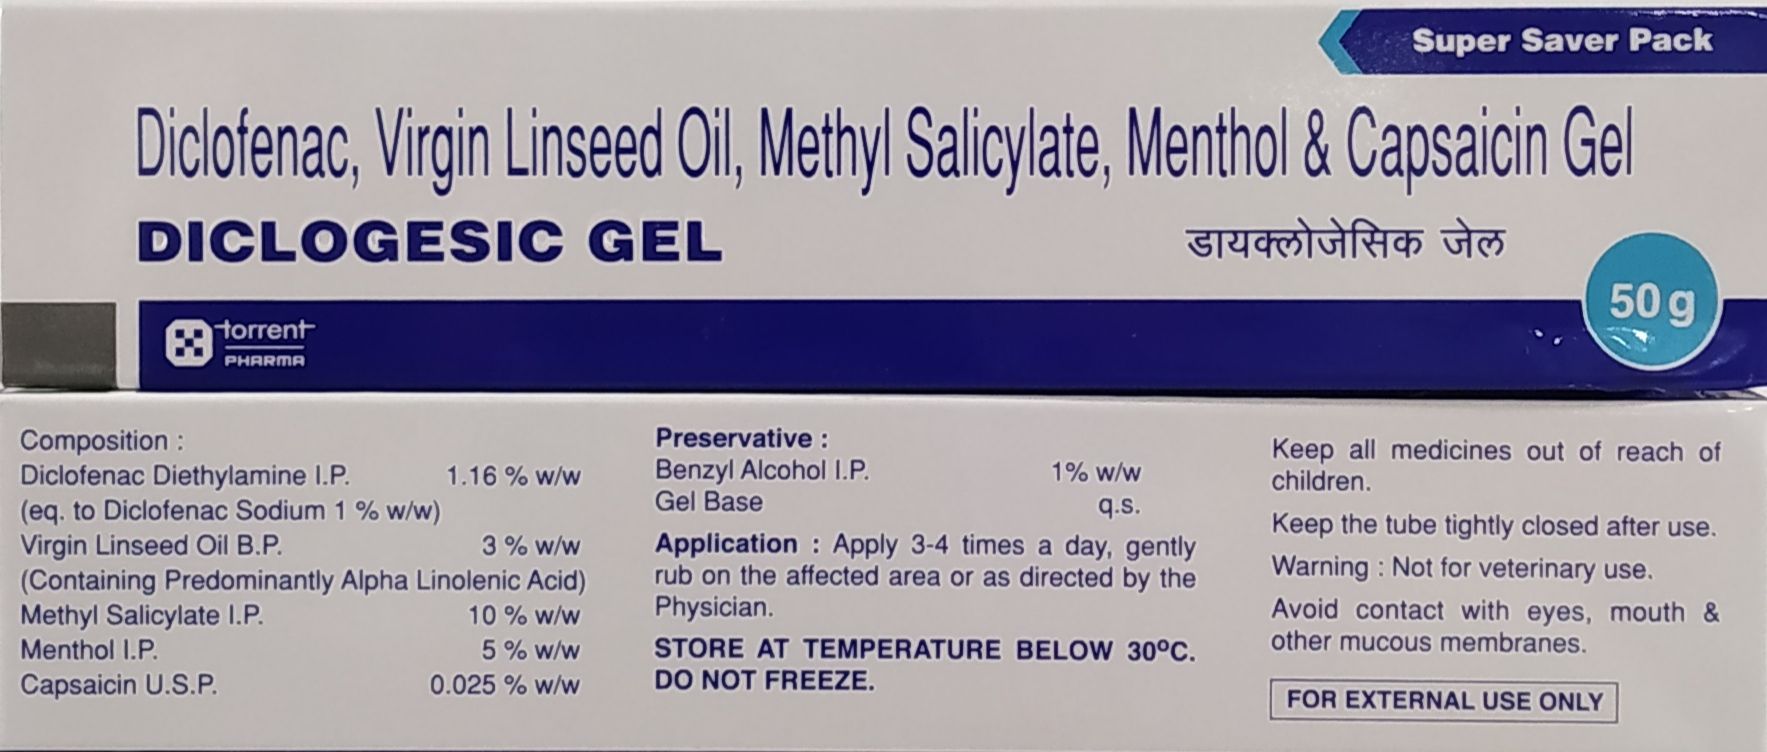 Super Saver Pack
Diclofenac, Virgin Linseed Oil, Methyl Salicylate, Menthol & Capsaicin Gel
DICLOGESIC GEL
डायक्लोजेसिक जेल
50 g
torrent
PHARMA
Composition :
Diclofenac Diethylamine I.P. 1.16 % w/w
(eq. to Diclofenac Sodium 1 % w/w)
Virgin Linseed Oil B.P. 3 % w/w
(Containing Predominantly Alpha Linolenic Acid)
Methyl Salicylate I.P. 10 % w/w
Menthol I.P. 5 % w/w
Capsaicin U.S.P. 0.025 % w/w
Preservative :
Benzyl Alcohol I.P. 1% w/w
Gel Base q.s.
Application : Apply 3-4 times a day, gently
rub on the affected area or as directed by the
Physician.
STORE AT TEMPERATURE BELOW 30ºC.
DO NOT FREEZE.
Keep all medicines out of reach of
children.
Keep the tube tightly closed after use.
Warning : Not for veterinary use.
Avoid contact with eyes, mouth &
other mucous membranes.
FOR EXTERNAL USE ONLY